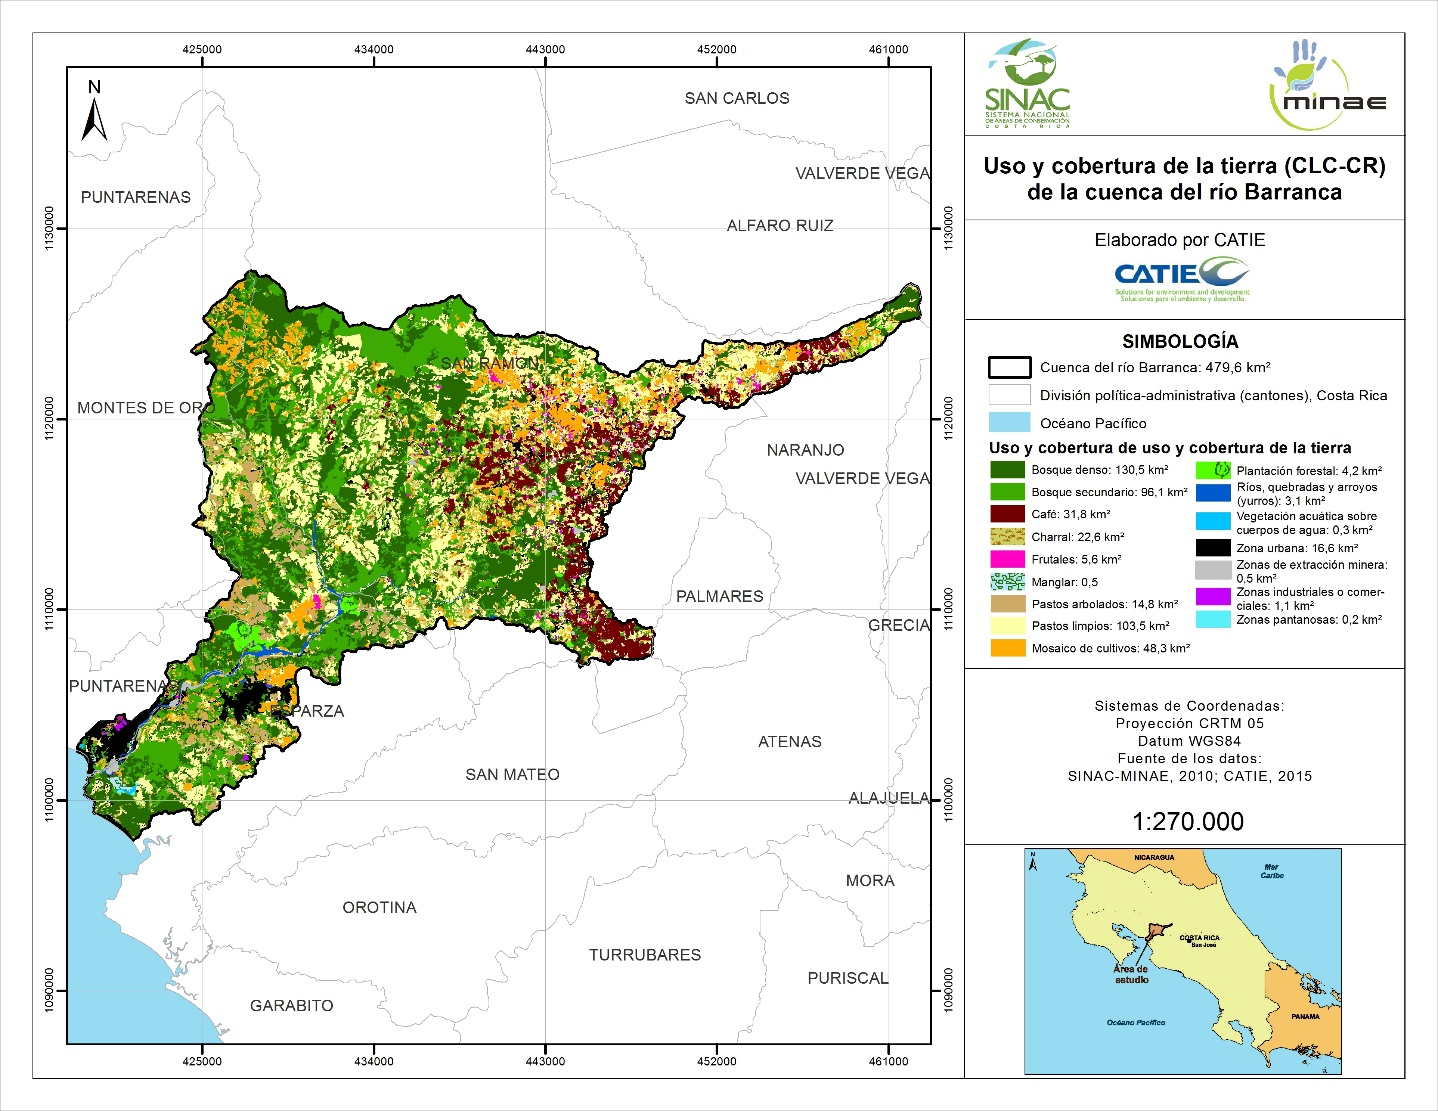 425000
434000
443000
452000
461000
N
SAN CARLOS
VALVERDE VEGA
PUNTARENAS
ALFARO RUIZ
1130000
1130000
SAN RAMÓN
MONTES DE ORO
1120000
1120000
NARANJO
VALVERDE VEGA
PALMARES
1110000
1110000
GRECIA
PUNTARENA
ESPARZA
ATENAS
SAN MATEO
1100000
1100000
ALAJUELA
MORA
OROTINA
TURRUBARES
PURISCAL
1090000
1090000
GARABITO
425000
434000
443000
452000
461000
SINAC
SISTEMA NACIONAL
DE ÁREAS DE CONSERVACIÓN
COSTA RICA
minae
Uso y cobertura de la tierra (CLC-CR)
de la cuenca del río Barranca
Elaborado por CATIE
CATIE
Solutions for environment and development
Soluciones para el ambiente y desarrollo
SIMBOLOGÍA
Cuenca del río Barranca: 479,6 km²
División política-administrativa (cantones), Costa Rica
Océano Pacífico
Uso y cobertura de uso y cobertura de la tierra
Bosque denso: 130,5 km²
Bosque secundario: 96,1 km²
Café: 31,8 km²
Charral: 22,6 km²
Frutales: 5,6 km²
Manglar: 0,5
Pastos arbolados: 14,8 km²
Pastos limpios: 103,5 km²
Mosaico de cultivos: 48,3 km²
Plantación forestal: 4,2 km²
Ríos, quebradas y arroyos
(yurros): 3,1 km²
Vegetación acuática sobre
cuerpos de agua: 0,3 km²
Zona urbana: 16,6 km²
Zonas de extracción minera:
0,5 km²
Zonas industriales o comer-
ciales: 1,1 km²
Zonas pantanosas: 0,2 km²
Sistemas de Coordenadas:
Proyección CRTM 05
Datum WGS84
Fuente de los datos:
SINAC-MINAE, 2010; CATIE, 2015
1:270.000
N
NICARAGUA
Mar
Caribe
COSTA RICA
San José
Área de
estudio
Océano Pacífico
PANAMA